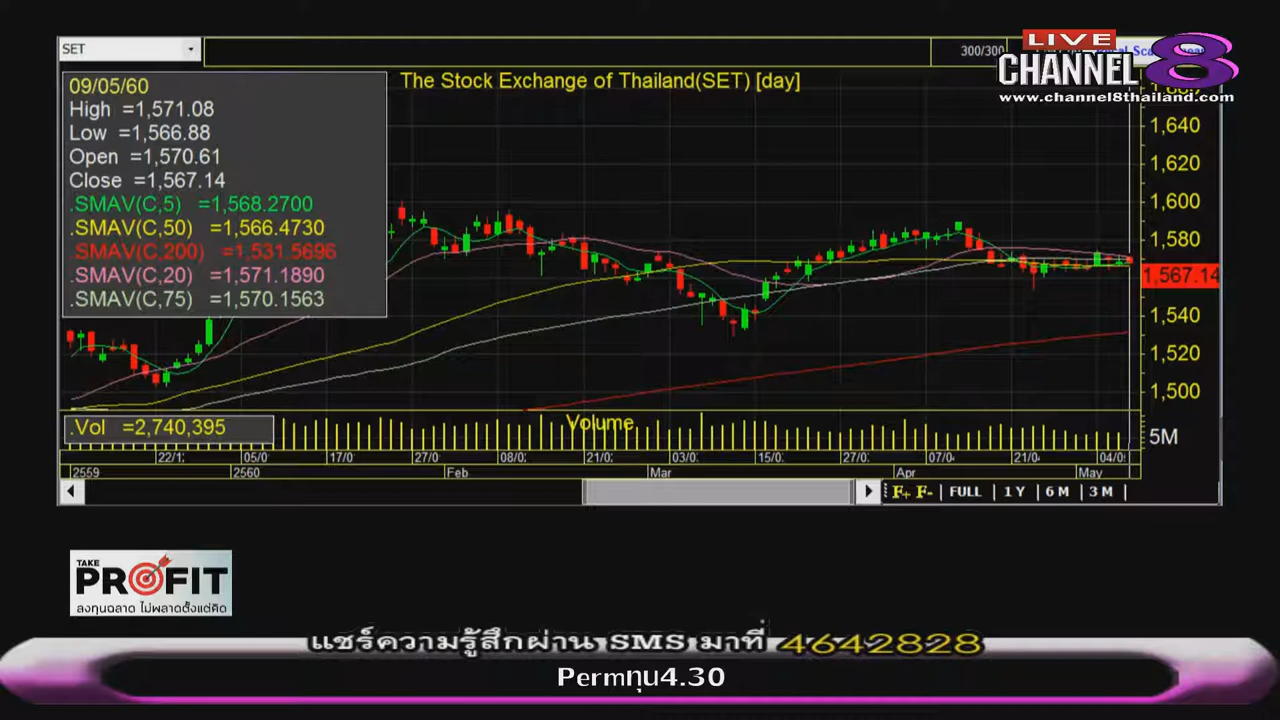 SET
300/300
LIVE
CHANNEL 8
www.channel8thailand.com
The Stock Exchange of Thailand(SET) [day]
09/05/60
High =1,571.08
Low =1,566.88
Open =1,570.61
Close =1,567.14
.SMAV(C,5) =1,568.2700
.SMAV(C,50) =1,566.4730
.SMAV(C,200) =1,531.5696
.SMAV(C,20) =1,571.1890
.SMAV(C,75) =1,570.1563
1,640
1,620
1,600
1,580
1,567.14
1,540
1,520
1,500
.Vol =2,740,395
Volume
5M
22/1: 05/0 17/0 27/0 08/0: 21/0: 03/0: 15/0: 27/0: 07/0 21/0 04/0
2559 2560 Feb Mar Apr May
F+ F- FULL 1 Y 6 M 3 M
TAKE
PROFIT
ลงทุนฉลาด ไม่พลาดตั้งแต่คิด
แชร์ความรู้สึกผ่าน SMS มาที่ 4642828
Permทุน4.30